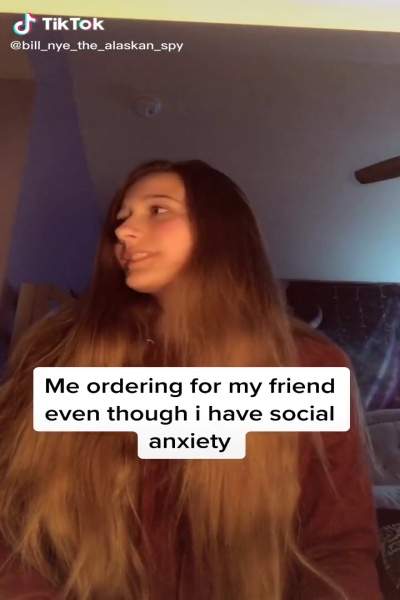 TikTok
@bill_nye_the_alaskan_spy
Me ordering for my friend
even though i have social
anxiety